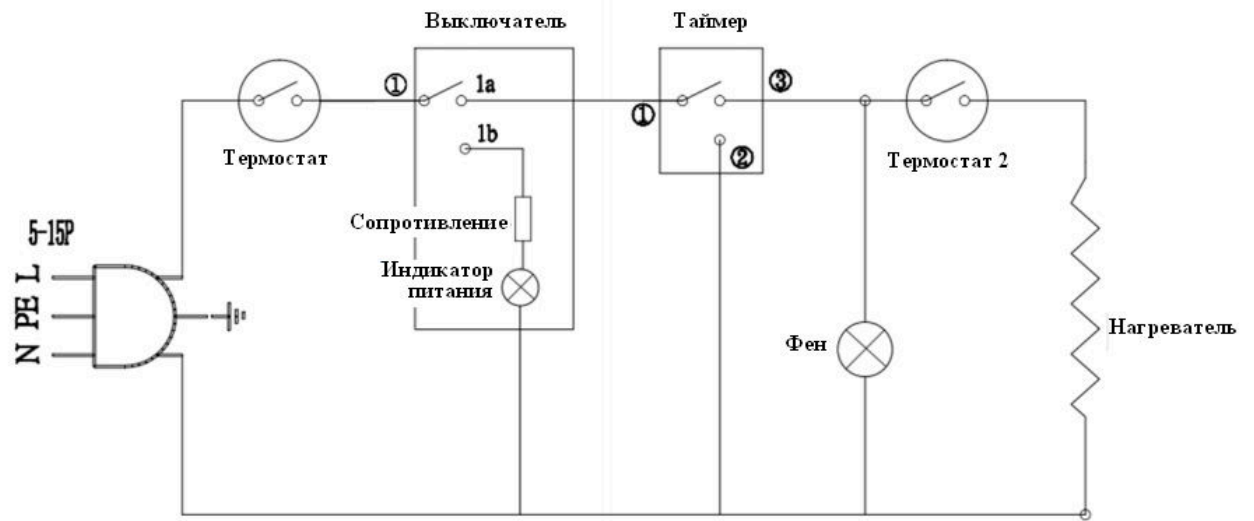 Выключатель
Таймер
① 1a
③
①
1b
②
Термостат
Термостат 2
Сопротивление
5-15P
Индикатор
питания
L
PE
N
Фен
Нагреватель